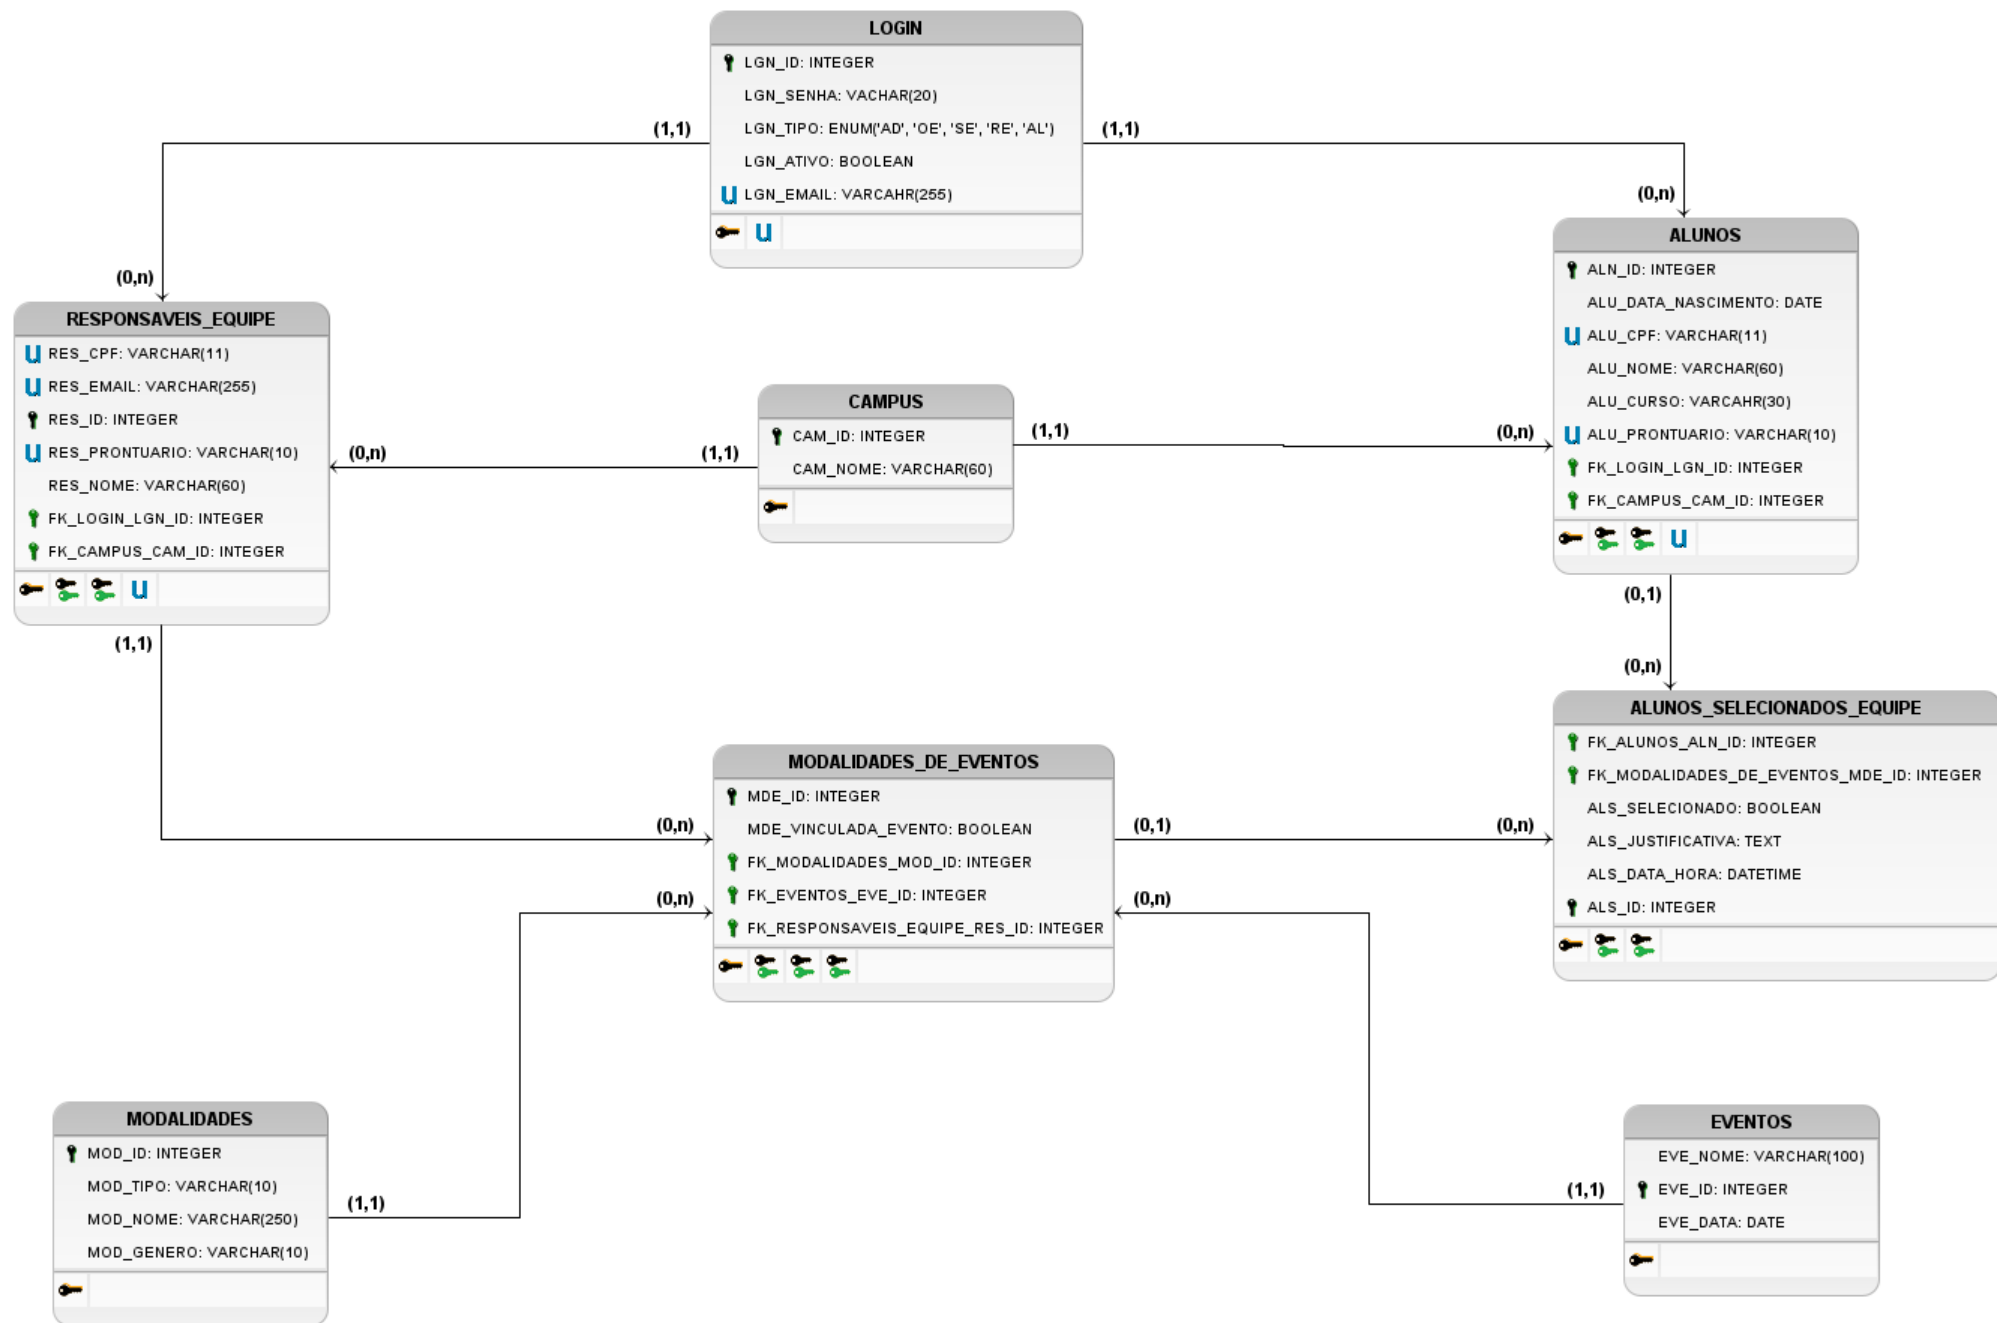 LOGIN
LGN_ID: INTEGER
LGN_SENHA: VACHAR(20)
LGN_TIPO: ENUM('AD', 'OE', 'SE', 'RE', 'AL')
LGN_ATIVO: BOOLEAN
U LGN_EMAIL: VARCAHR(255)
U
(1,1)
(1,1)
(0,n)
(0,n)
RESPONSAVEIS_EQUIPE
U RES_CPF: VARCHAR(11)
U RES_EMAIL: VARCHAR(255)
RES_ID: INTEGER
U RES_PRONTUARIO: VARCHAR(10)
RES_NOME: VARCHAR(60)
FK_LOGIN_LGN_ID: INTEGER
FK_CAMPUS_CAM_ID: INTEGER
U
(0,n)
(1,1)
CAMPUS
CAM_ID: INTEGER
CAM_NOME: VARCHAR(60)
(1,1)
(0,n)
ALUNOS
ALN_ID: INTEGER
ALU_DATA_NASCIMENTO: DATE
U ALU_CPF: VARCHAR(11)
ALU_NOME: VARCHAR(60)
ALU_CURSO: VARCAHR(30)
U ALU_PRONTUARIO: VARCHAR(10)
FK_LOGIN_LGN_ID: INTEGER
FK_CAMPUS_CAM_ID: INTEGER
U
(1,1)
(0,1)
(0,n)
ALUNOS_SELECIONADOS_EQUIPE
FK_ALUNOS_ALN_ID: INTEGER
FK_MODALIDADES_DE_EVENTOS_MDE_ID: INTEGER
ALS_SELECIONADO: BOOLEAN
ALS_JUSTIFICATIVA: TEXT
ALS_DATA_HORA: DATETIME
ALS_ID: INTEGER
MODALIDADES_DE_EVENTOS
MDE_ID: INTEGER
MDE_VINCULADA_EVENTO: BOOLEAN
FK_MODALIDADES_MOD_ID: INTEGER
FK_EVENTOS_EVE_ID: INTEGER
FK_RESPONSAVEIS_EQUIPE_RES_ID: INTEGER
(0,n)
(0,1)
(0,n)
(0,n)
(0,n)
MODALIDADES
MOD_ID: INTEGER
MOD_TIPO: VARCHAR(10)
MOD_NOME: VARCHAR(250)
MOD_GENERO: VARCHAR(10)
(1,1)
(1,1)
EVENTOS
EVE_NOME: VARCHAR(100)
EVE_ID: INTEGER
EVE_DATA: DATE